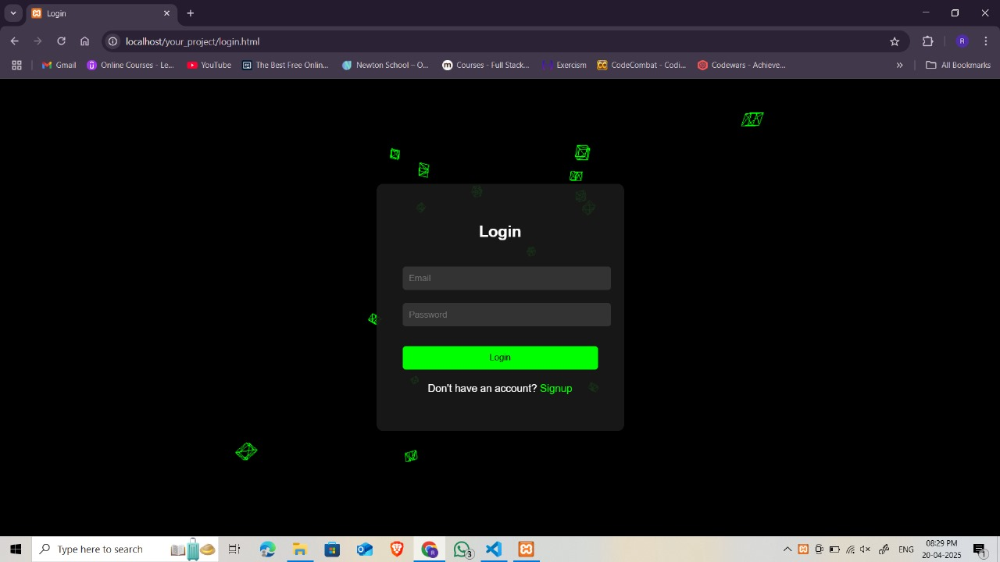 Login
localhost/your_project/login.html
R
Gmail
Online Courses - Le...
YouTube
The Best Free Onlin...
Newton School – O...
Courses - Full Stack...
Exercism
CodeCombat - Codi...
Codewars - Achieve...
All Bookmarks
Login
Email
Password
Login
Don't have an account? Signup
Type here to search
3
ENG
08:29 PM
20-04-2025
1